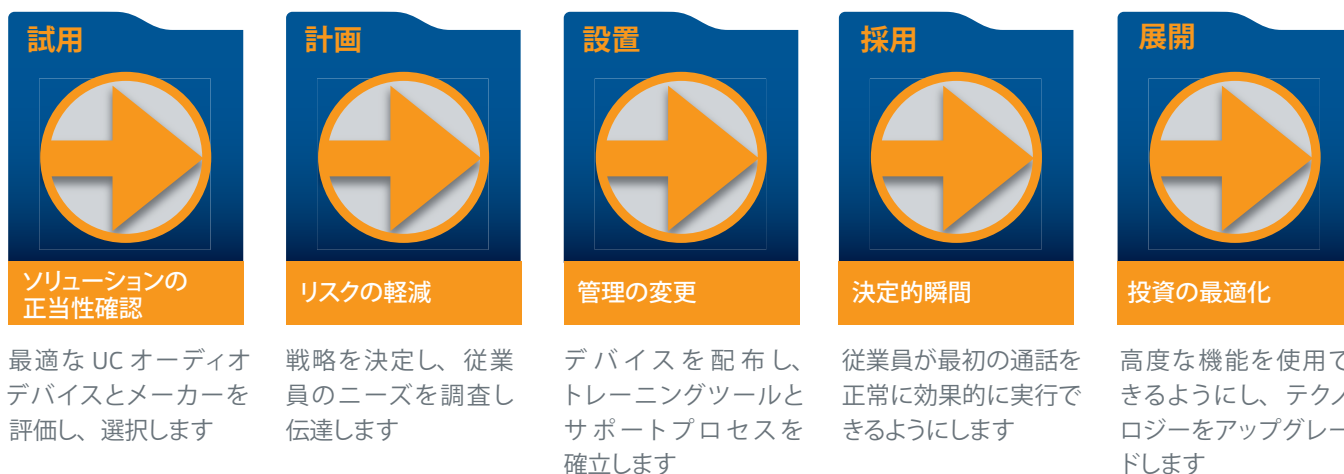 試用
ソリューションの
正当性確認
最適な UC オーディオ
デバイスとメーカーを
評価し、選択します
計画
リスクの軽減
戦略を決定し、従業
員のニーズを調査し
伝達します
設置
管理の変更
デバイスを配布し、
トレーニングツールと
サポートプロセスを
確立します
採用
決定的瞬間
従業員が最初の通話を
正常に効果的に実行で
きるようにします
展開
投資の最適化
高度な機能を使用で
きるようにし、テクノ
ロジーをアップグレー
ドします